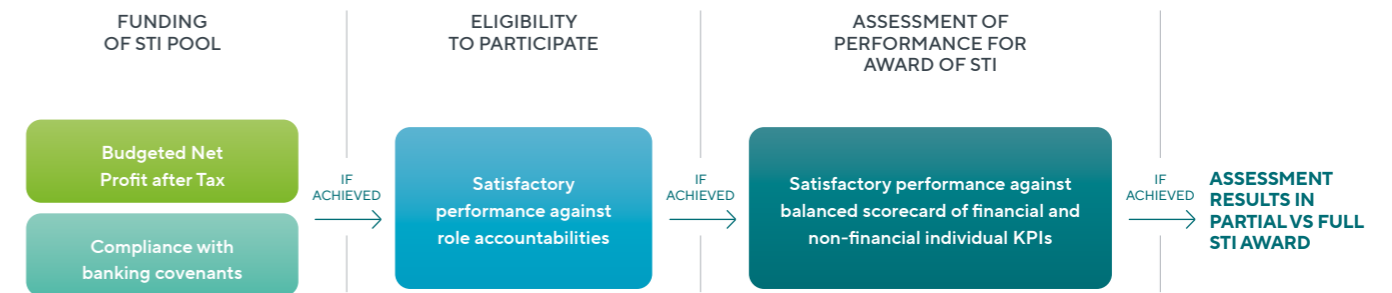 FUNDING
OF STI POOL
ELIGIBILITY
TO PARTICIPATE
ASSESSMENT OF
PERFORMANCE FOR
AWARD OF STI
Budgeted Net
Profit after Tax
Compliance with
banking covenants
IF
ACHIEVED
Satisfactory
performance against
role accountabilities
IF
ACHIEVED
Satisfactory performance against
balanced scorecard of financial and
non-financial individual KPIs
IF
ACHIEVED
ASSESSMENT
RESULTS IN
PARTIAL VS FULL
STI AWARD